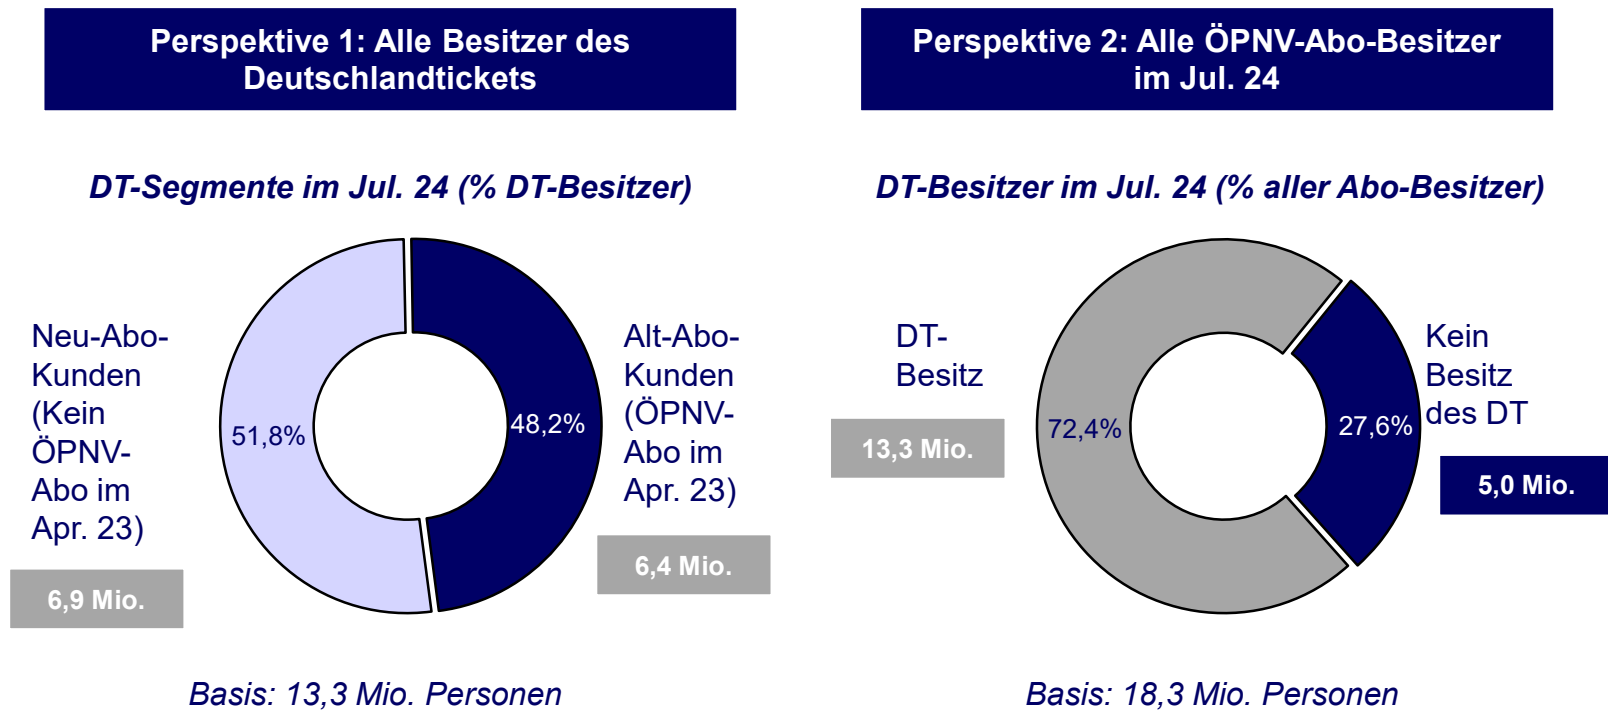 Perspektive 1: Alle Besitzer des
Deutschlandtickets
DT-Segmente im Jul. 24 (% DT-Besitzer)
Neu-Abo-
Kunden
(Kein
ÖPNV-
Abo im
Apr. 23)
6,9 Mio.
51,8%
48,2%
Alt-Abo-
Kunden
(ÖPNV-
Abo im
Apr. 23)
6,4 Mio.
Basis: 13,3 Mio. Personen
Perspektive 2: Alle ÖPNV-Abo-Besitzer
im Jul. 24
DT-Besitzer im Jul. 24 (% aller Abo-Besitzer)
DT-
Besitz
13,3 Mio.
72,4%
27,6%
Kein
Besitz
des DT
5,0 Mio.
Basis: 18,3 Mio. Personen